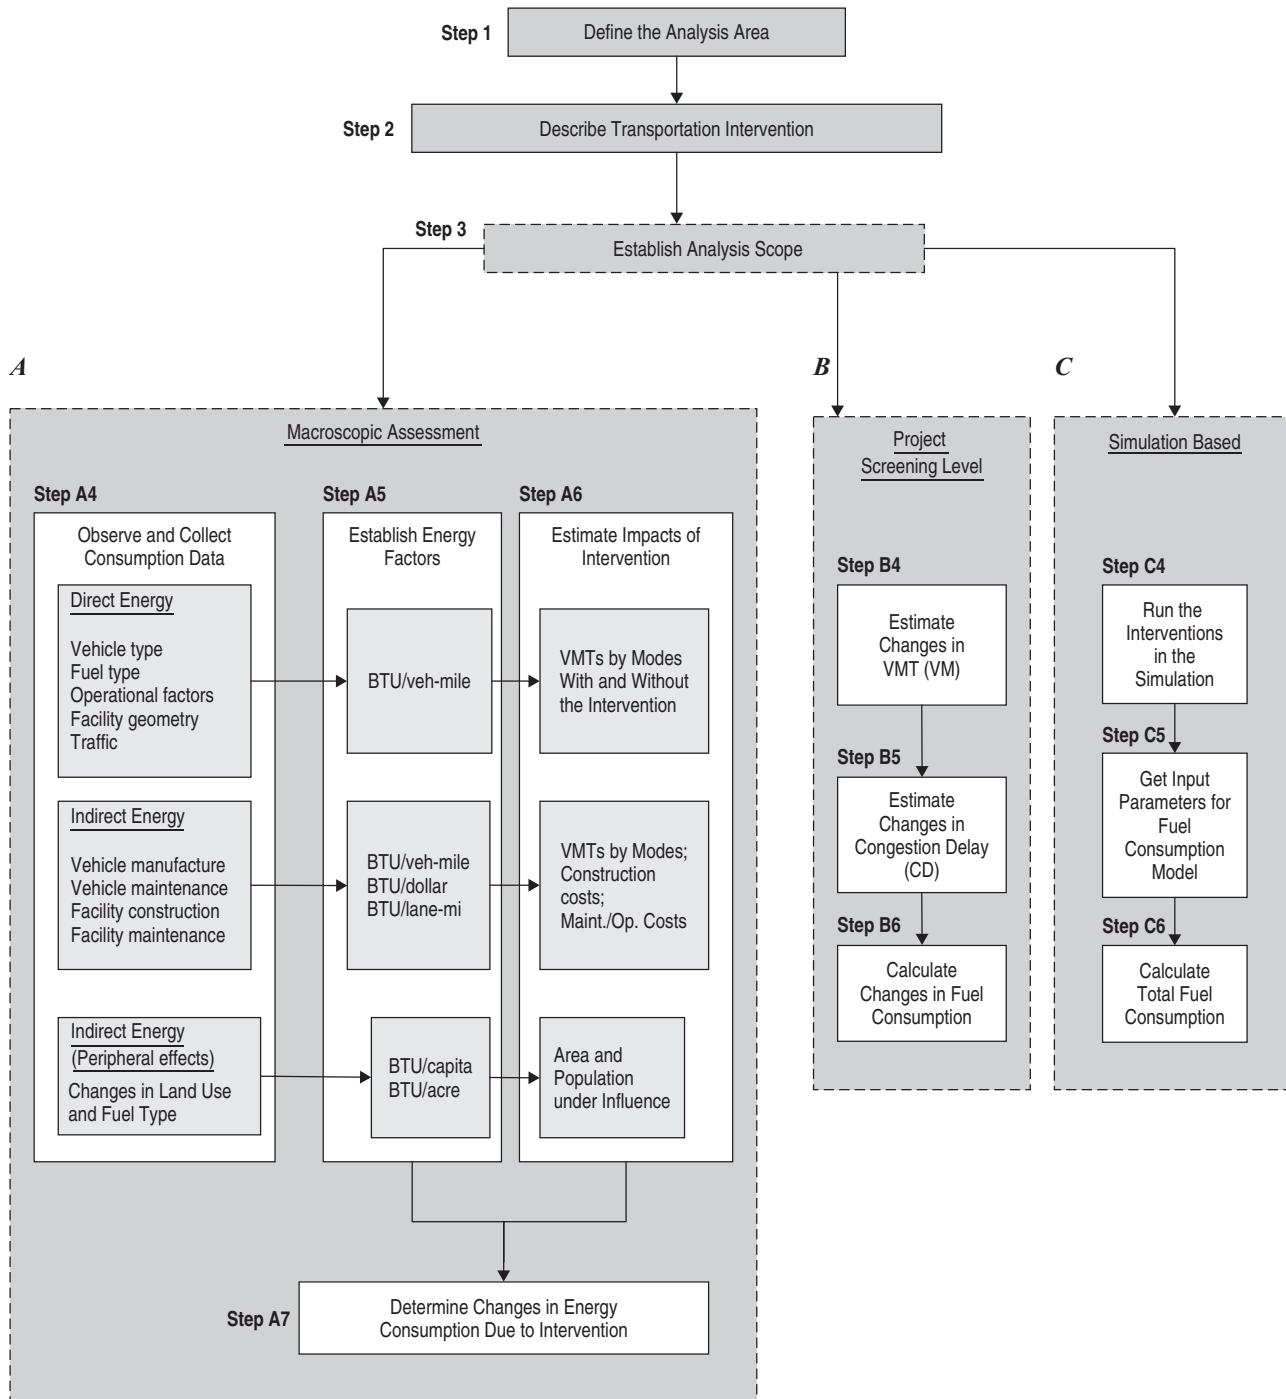 Step 1
Define the Analysis Area
Step 2
Describe Transportation Intervention
Step 3
Establish Analysis Scope
A
Macroscopic Assessment
Step A4
Observe and Collect
Consumption Data
Direct Energy
Vehicle type
Fuel type
Operational factors
Facility geometry
Traffic
Indirect Energy
Vehicle manufacture
Vehicle maintenance
Facility construction
Facility maintenance
Indirect Energy
(Peripheral effects)
Changes in Land Use
and Fuel Type
Step A5
Establish Energy
Factors
BTU/veh-mile
BTU/veh-mile
BTU/dollar
BTU/lane-mi
BTU/capita
BTU/acre
Step A6
Estimate Impacts of
Intervention
VMTs by Modes
With and Without
the Intervention
VMTs by Modes;
Construction
costs;
Maint./Op. Costs
Area and
Population
under Influence
Step A7
Determine Changes in Energy
Consumption Due to Intervention
B
Project
Screening Level
Step B4
Estimate
Changes in
VMT (VM)
Step B5
Estimate
Changes in
Congestion Delay
(CD)
Step B6
Calculate
Changes in Fuel
Consumption
C
Simulation Based
Step C4
Run the
Interventions
in the
Simulation
Step C5
Get Input
Parameters for
Fuel
Consumption
Model
Step C6
Calculate
Total Fuel
Consumption